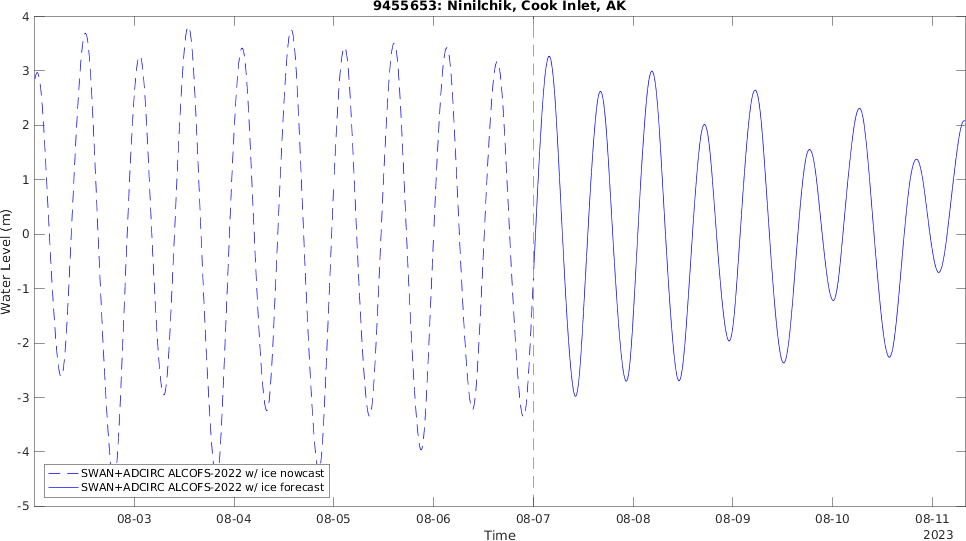 9455653: Ninilchik, Cook Inlet, AK
4
3
2
1
0
-1
-2
-3
-4
-5
Water Level (m)
SWAN+ADCIRC ALCOFS-2022 w/ ice nowcast
SWAN+ADCIRC ALCOFS-2022 w/ ice forecast
08-03 08-04 08-05 08-06 08-07 08-08 08-09 08-10 08-11
Time
2023